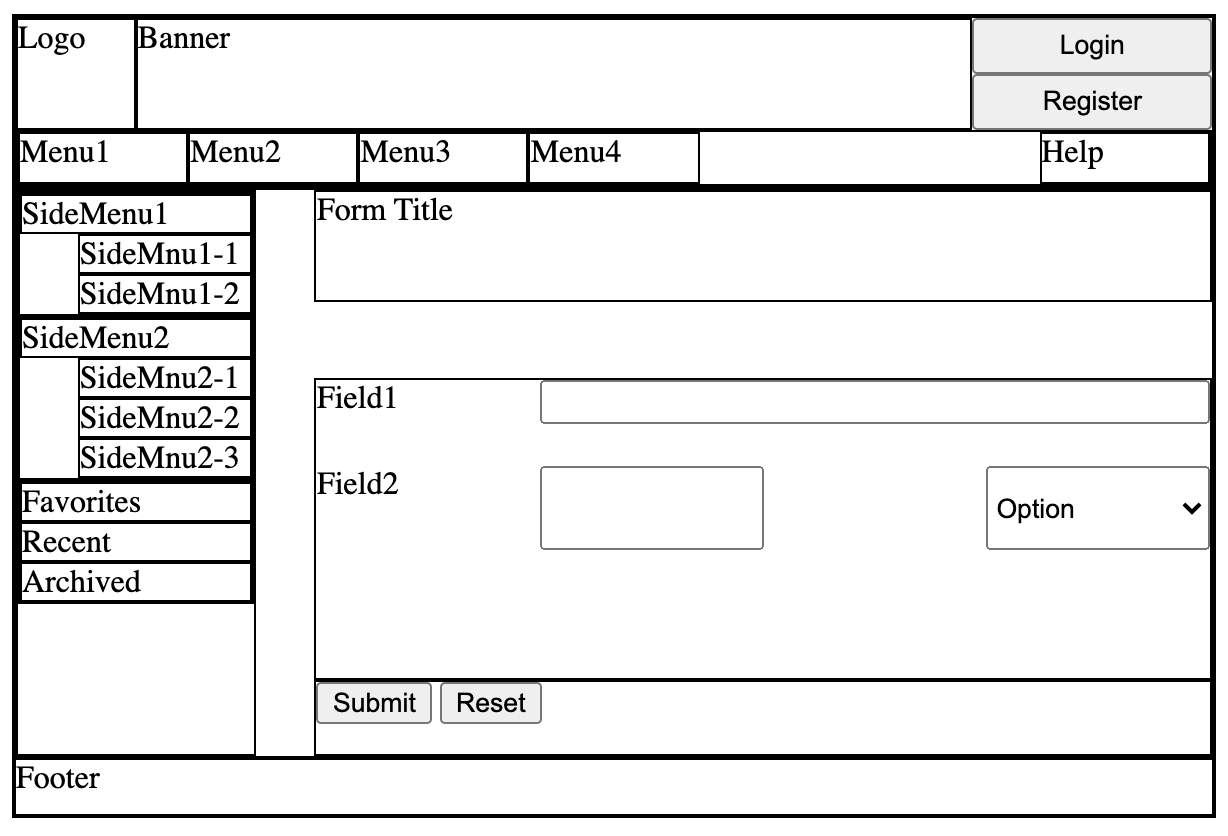 Logo
Banner
Login
Register
Menu1
Menu2
Menu3
Menu4
Help
SideMenu1
SideMnu1-1
SideMnu1-2
SideMenu2
SideMnu2-1
SideMnu2-2
SideMnu2-3
Favorites
Recent
Archived
Form Title
Field1
Field2
Option
Submit
Reset
Footer